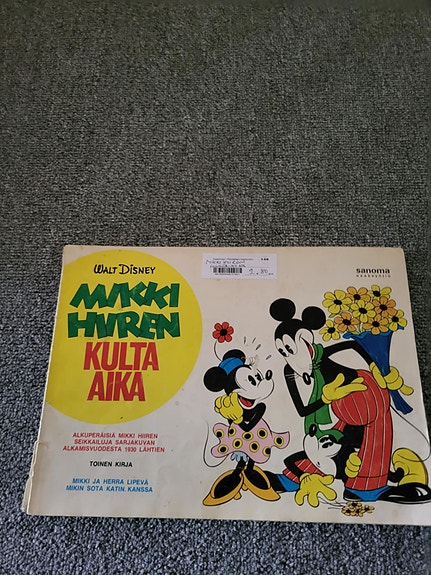 WALT DISNEY
MIKKI
HIIREN
KULTA
AIKA
sanoma
osakeyhtiö
ALKUPERÄISIÄ MIKKI HIIREN
SEIKKAILUJA SARJAKUVAN
ALKAMISVUODESTA 1930 LÄHTIEN
TOINEN KIRJA
MIKKI JA HERRA LIPEVÄ
MIKIN SOTA KATIN KANSSA